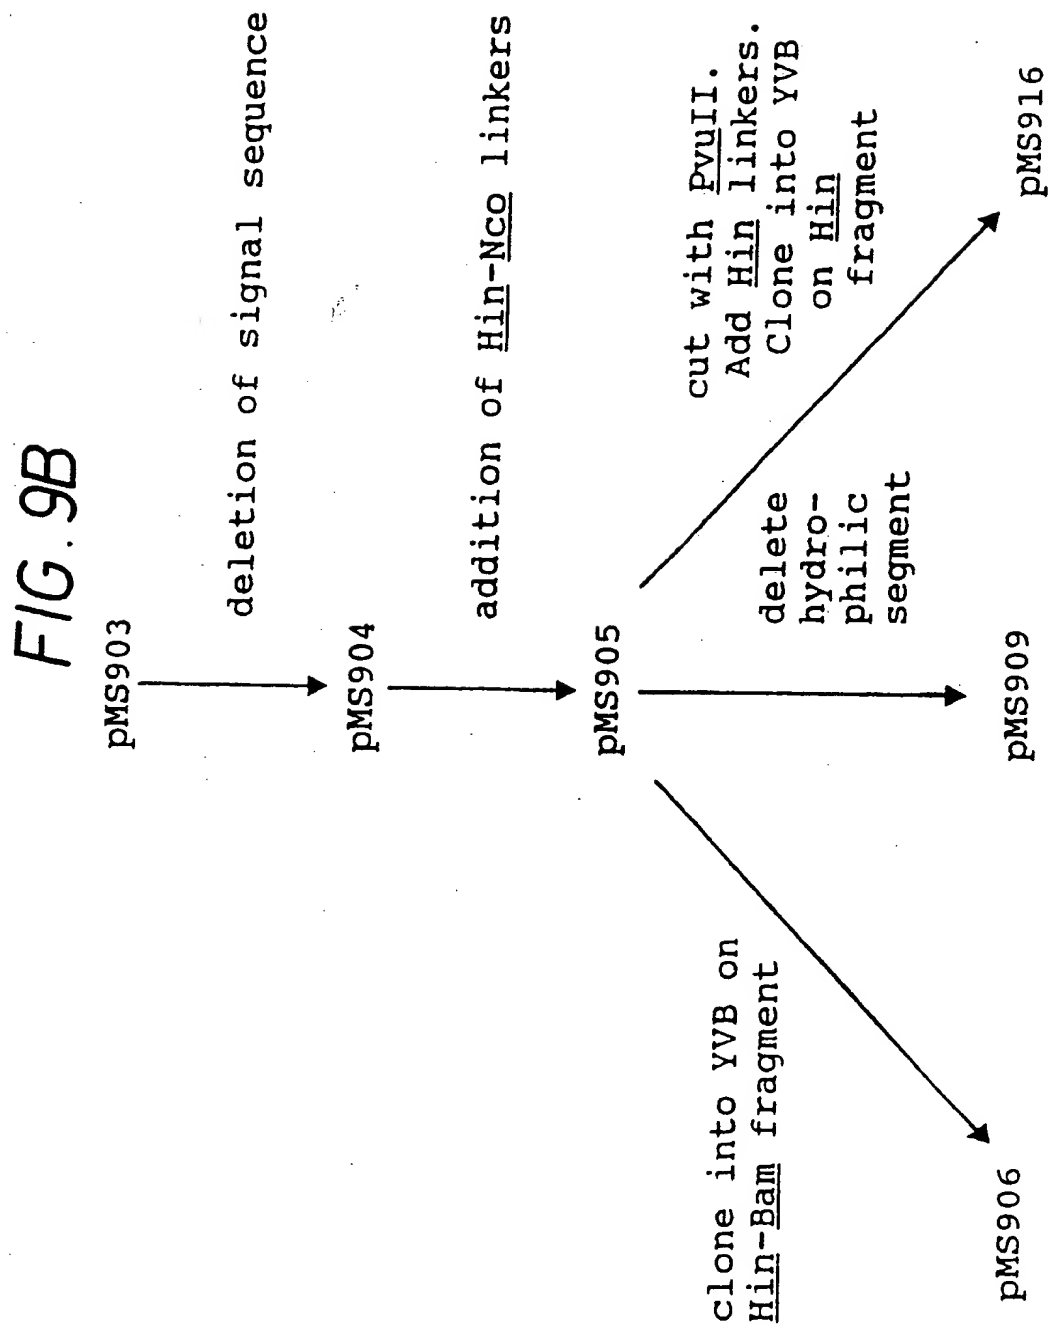 FIG. 9B
pMS903
deletion of signal sequence
pMS904
addition of Hin-Nco linkers
pMS905
clone into YVB on
Hin-Bam fragment
delete
hydro-
philic
segment
cut with PvuII.
Add Hin linkers.
Clone into YVB
on Hin
fragment
pMS906
pMS909
pMS916